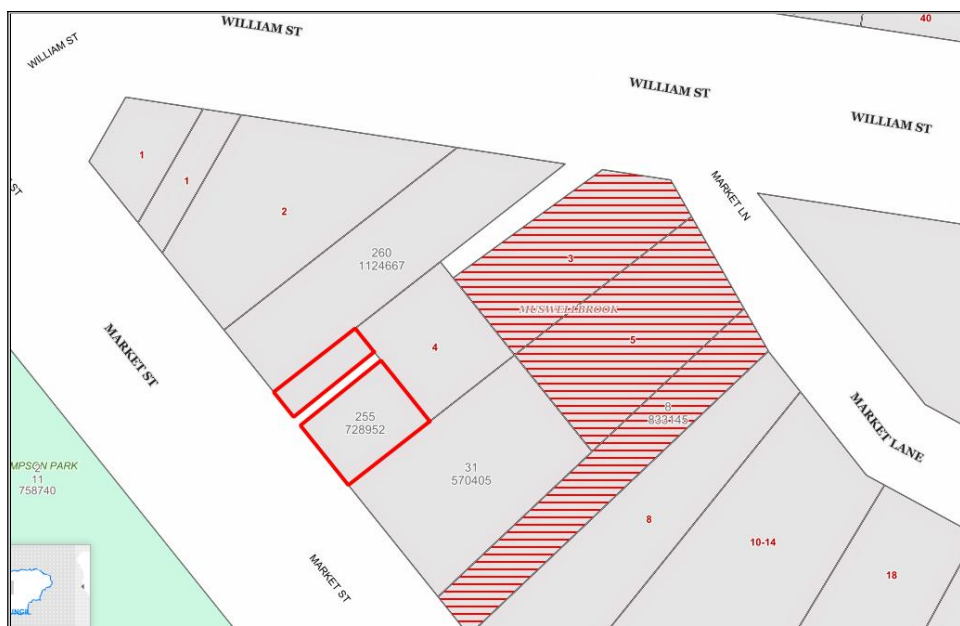 40
WILLIAM ST
WILLIAM ST
WILLIAM ST
WILLIAM ST
MARKET LN
1
1
2
260
1124667
3
MUSWELLBROOK
5
4
MARKET ST
255
728952
8
833145
MARKET LANE
MPSON PARK
2
11
758740
31
570405
8
10-14
18
MARKET ST